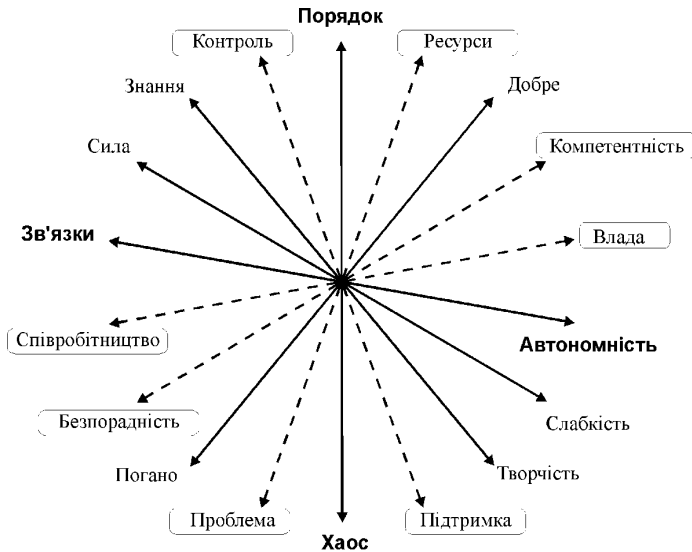 Порядок
Контроль
Ресурси
Знання
Добре
Сила
Компетентність
Зв'язки
Влада
Співробітництво
Автономність
Безпорадність
Слабкість
Погано
Творчість
Проблема
Підтримка
Хаос